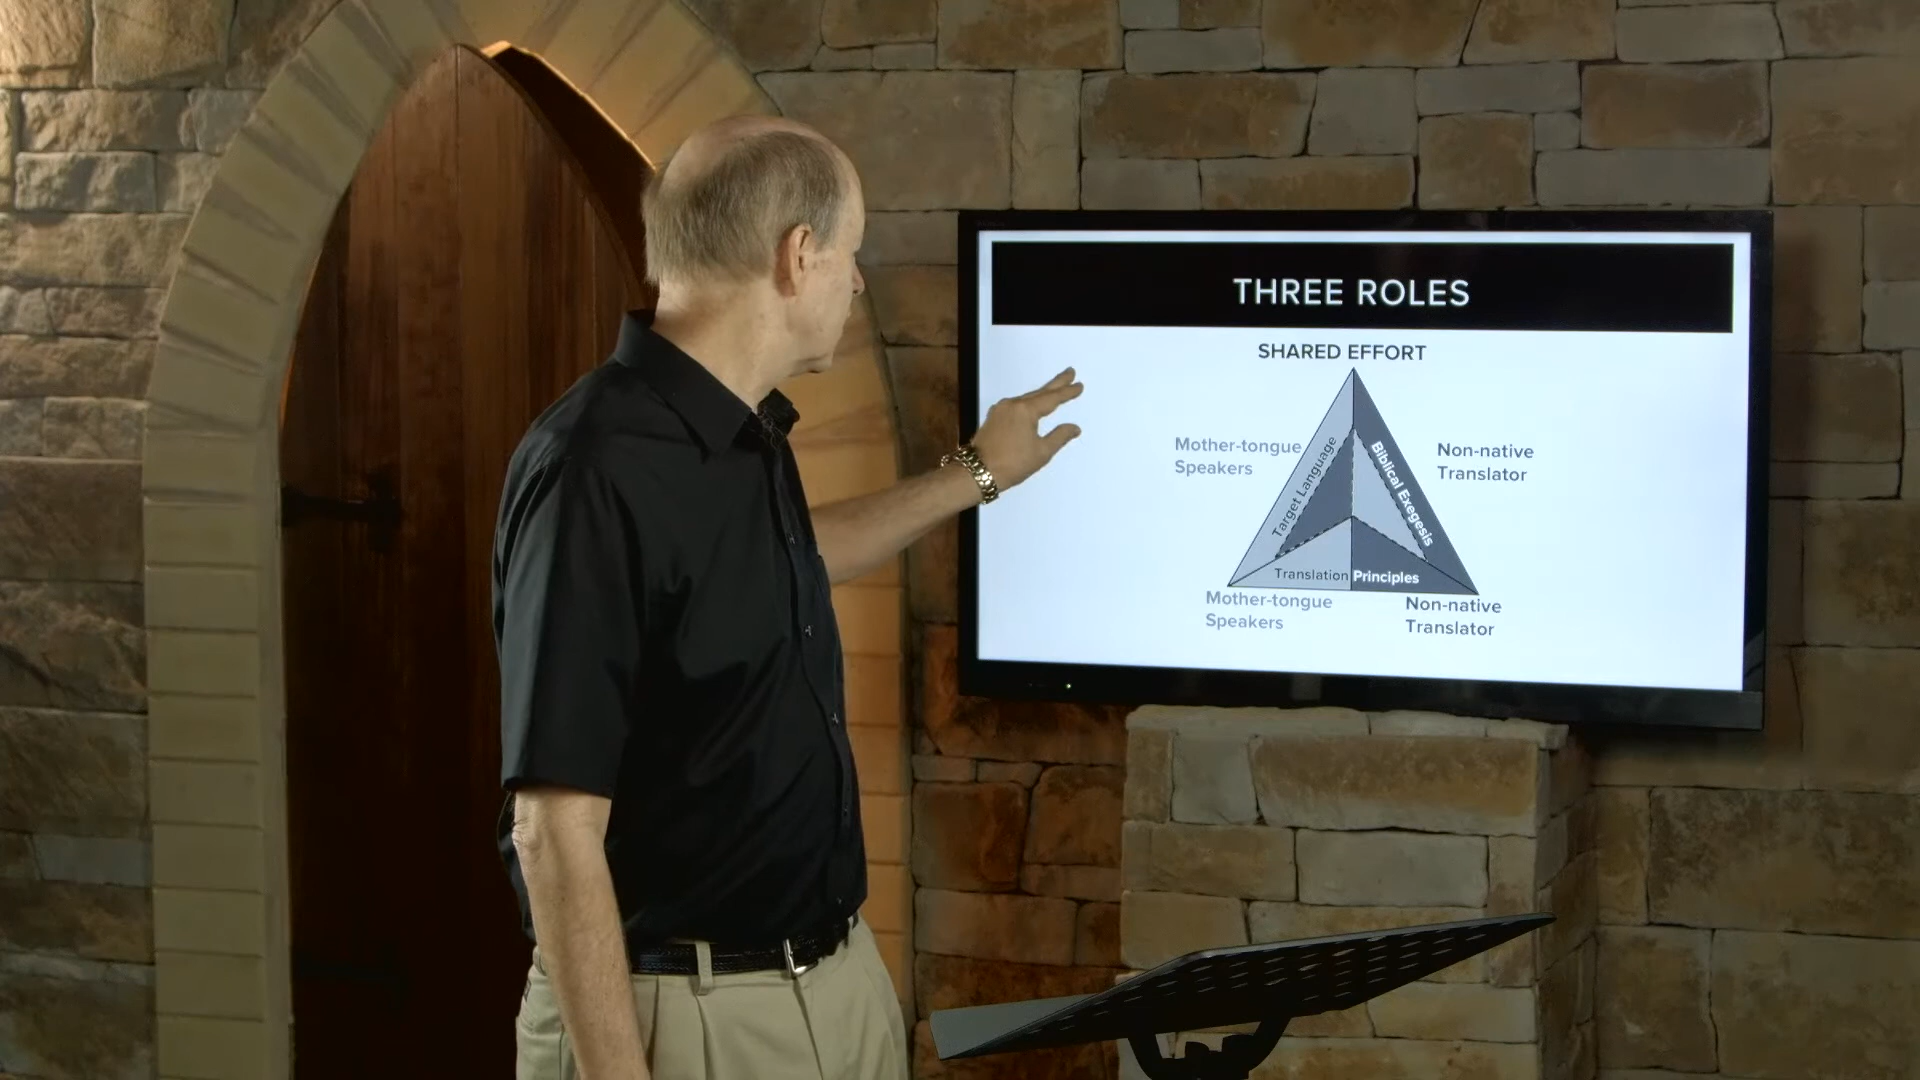 THREE ROLES
SHARED EFFORT
Mother-tongue
Speakers
Target Language
Biblical Exegesis
Non-native
Translator
Translation Principles
Mother-tongue
Speakers
Non-native
Translator